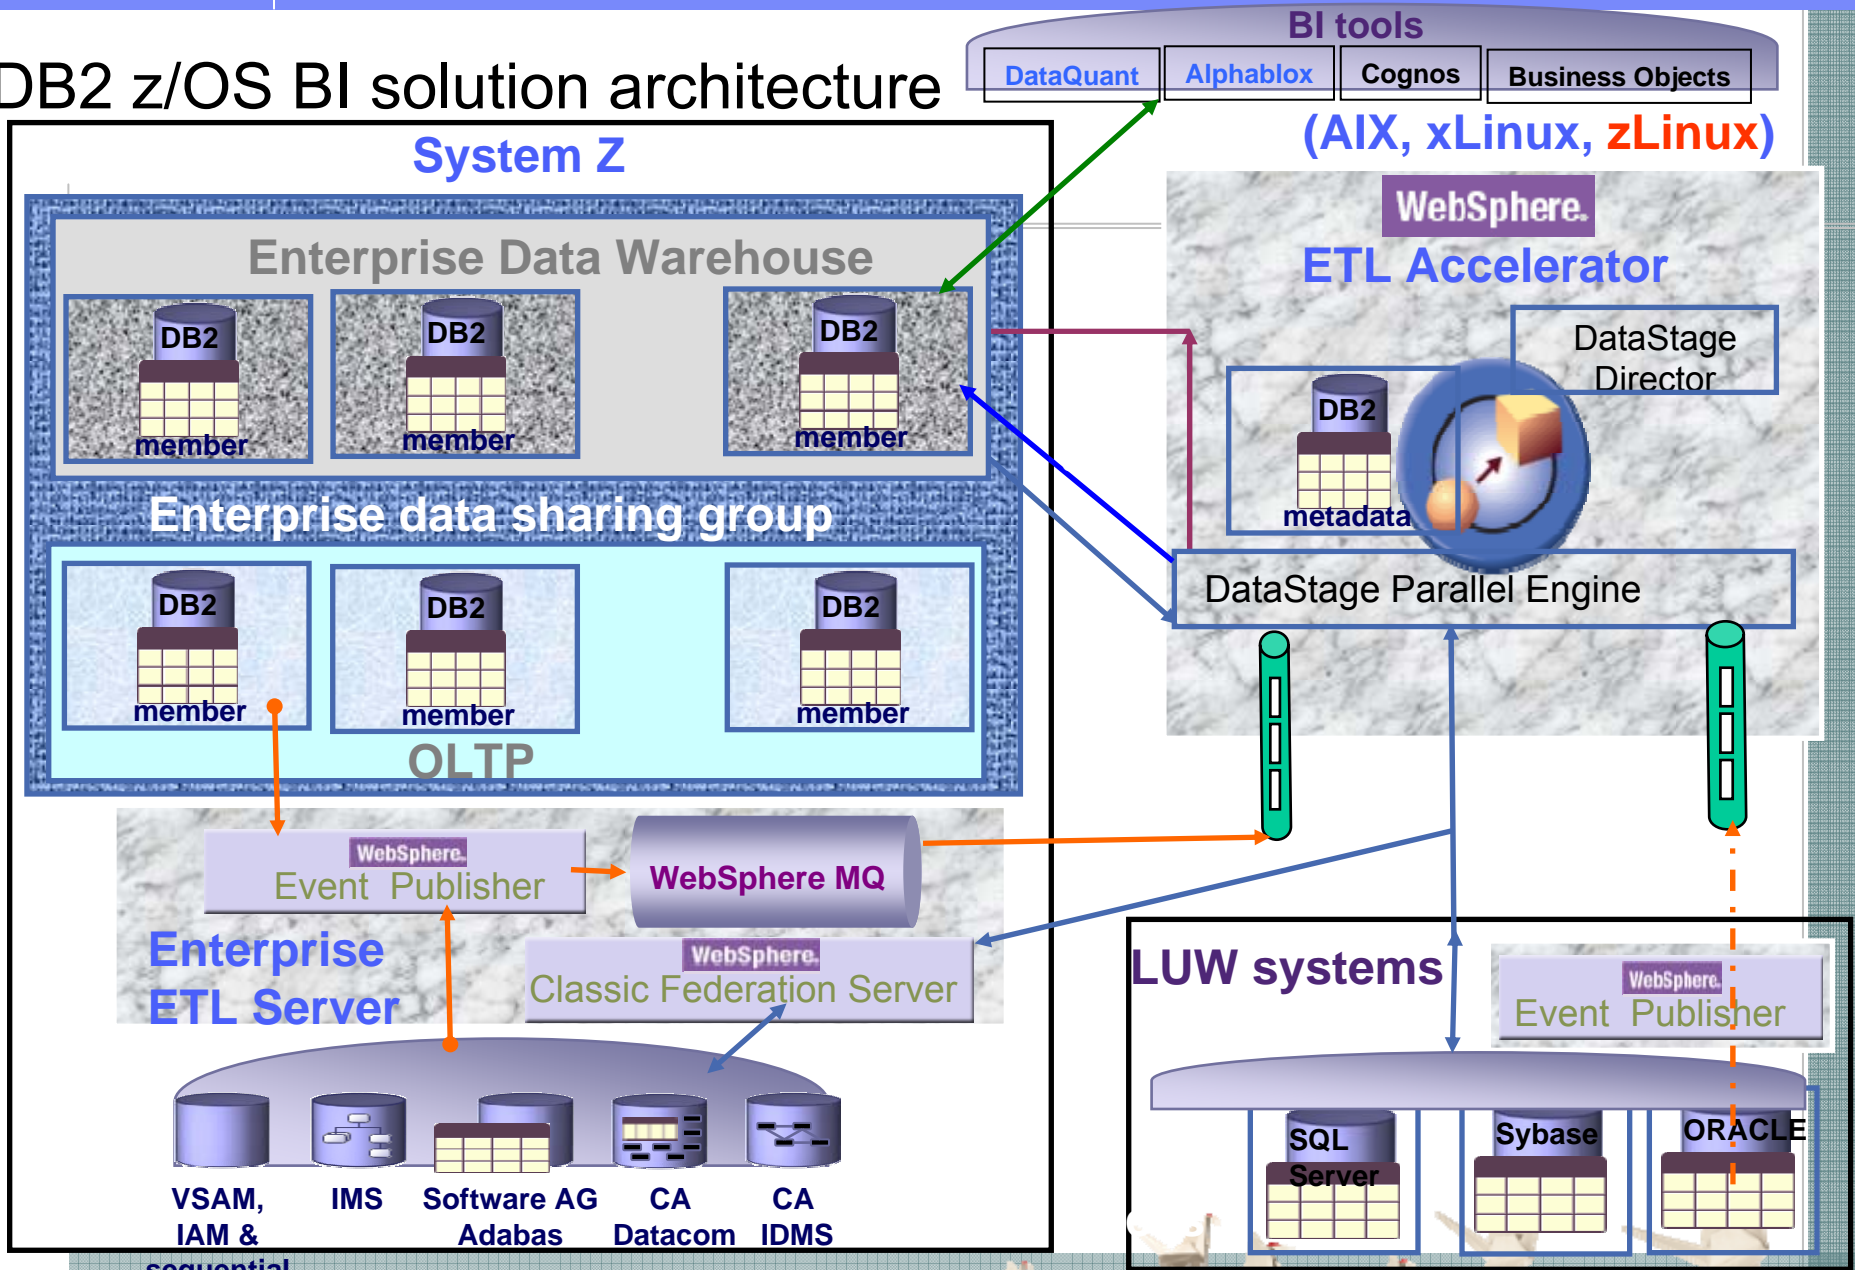 BI tools
DB2 z/OS BI solution architecture
DataQuant
Alphablox
Cognos
Business Objects
(AIX, xLinux, zLinux)
System Z
WebSphere.
ETL Accelerator
Enterprise Data Warehouse
DB2
member
DB2
member
DB2
member
DataStage
Director
DB2
metadata
Enterprise data sharing group
DataStage Parallel Engine
DB2
member
DB2
member
DB2
member
OLTP
WebSphere.
Event Publisher
WebSphere MQ
Enterprise
ETL Server
WebSphere.
Classic Federation Server
LUW systems
WebSphere.
Event Publisher
SQL
Server
Sybase
ORACLE
VSAM,
IAM &
sequential
IMS
Software AG
Adabas
CA
Datacom
CA
IDMS